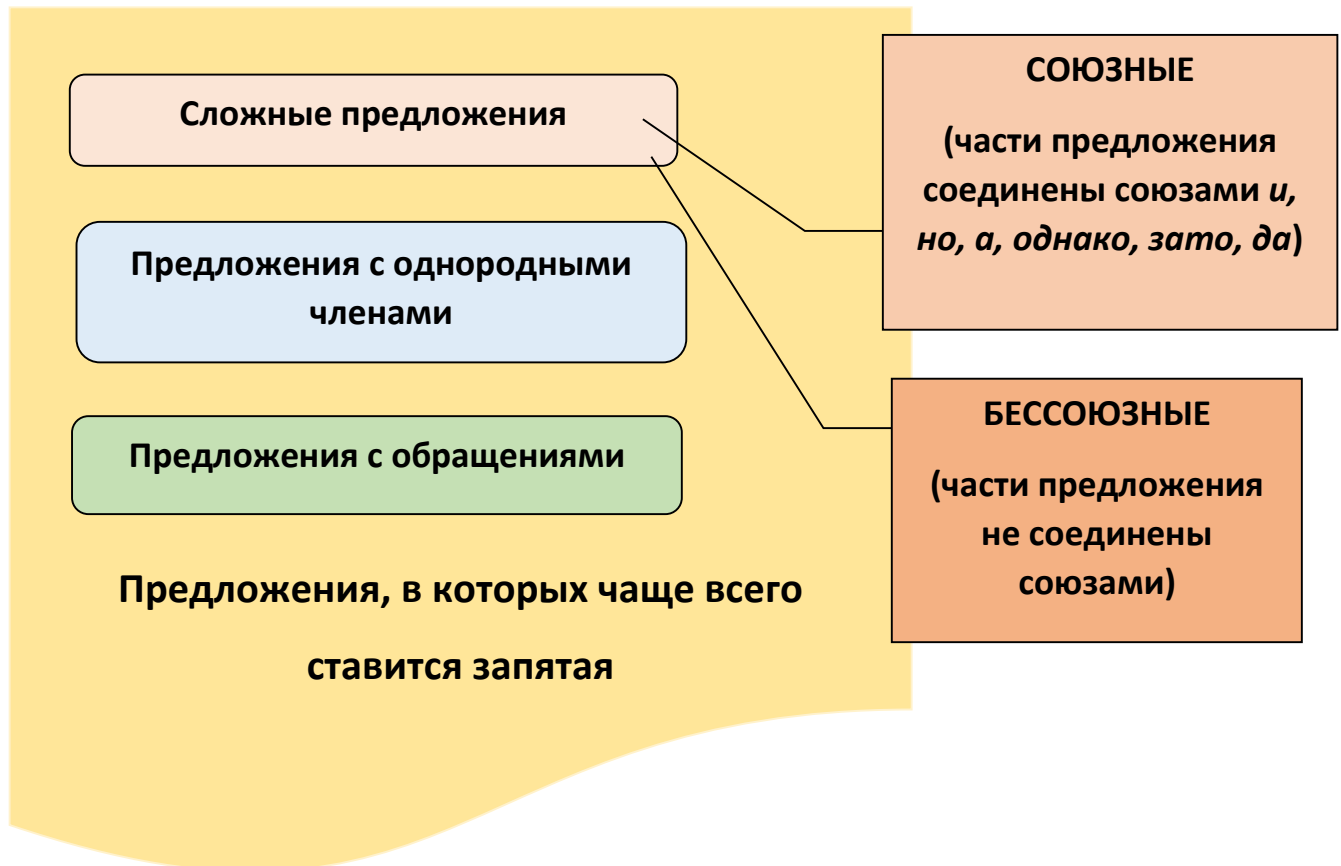 Сложные предложения
Предложения с однородными
членами
Предложения с обращениями
Предложения, в которых чаще всего
ставится запятая
СОЮЗНЫЕ
(части предложения
соединены союзами и,
но, а, однако, зато, да)
БЕССОЮЗНЫЕ
(части предложения
не соединены
союзами)